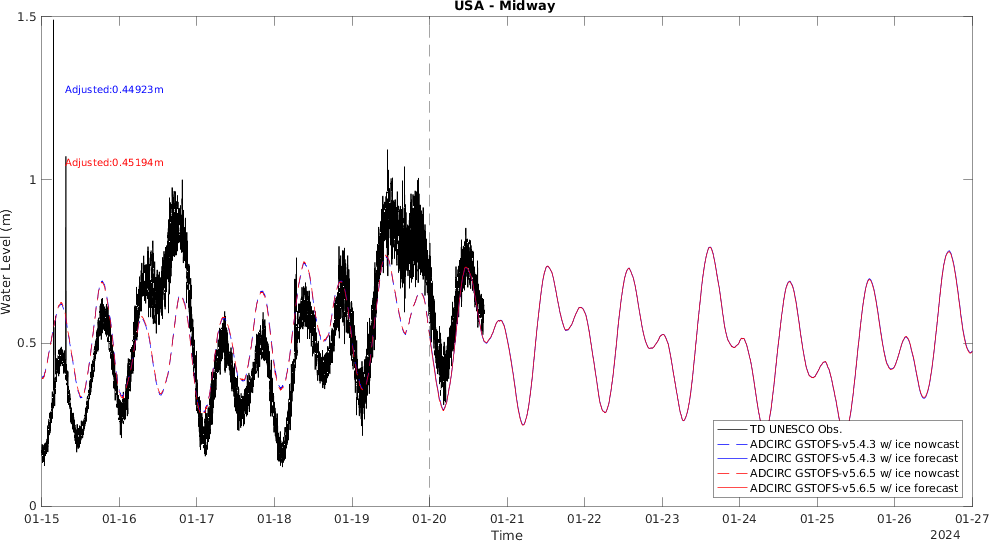 USA - Midway
1.5
Adjusted:0.44923m
Adjusted:0.45194m
1
0.5
0
Water Level (m)
TD UNESCO Obs.
ADCIRC GSTOFS-v5.4.3 w/ ice nowcast
ADCIRC GSTOFS-v5.4.3 w/ ice forecast
ADCIRC GSTOFS-v5.6.5 w/ ice nowcast
ADCIRC GSTOFS-v5.6.5 w/ ice forecast
01-15 01-16 01-17 01-18 01-19 01-20 01-21 01-22 01-23 01-24 01-25 01-26 01-27
Time
2024